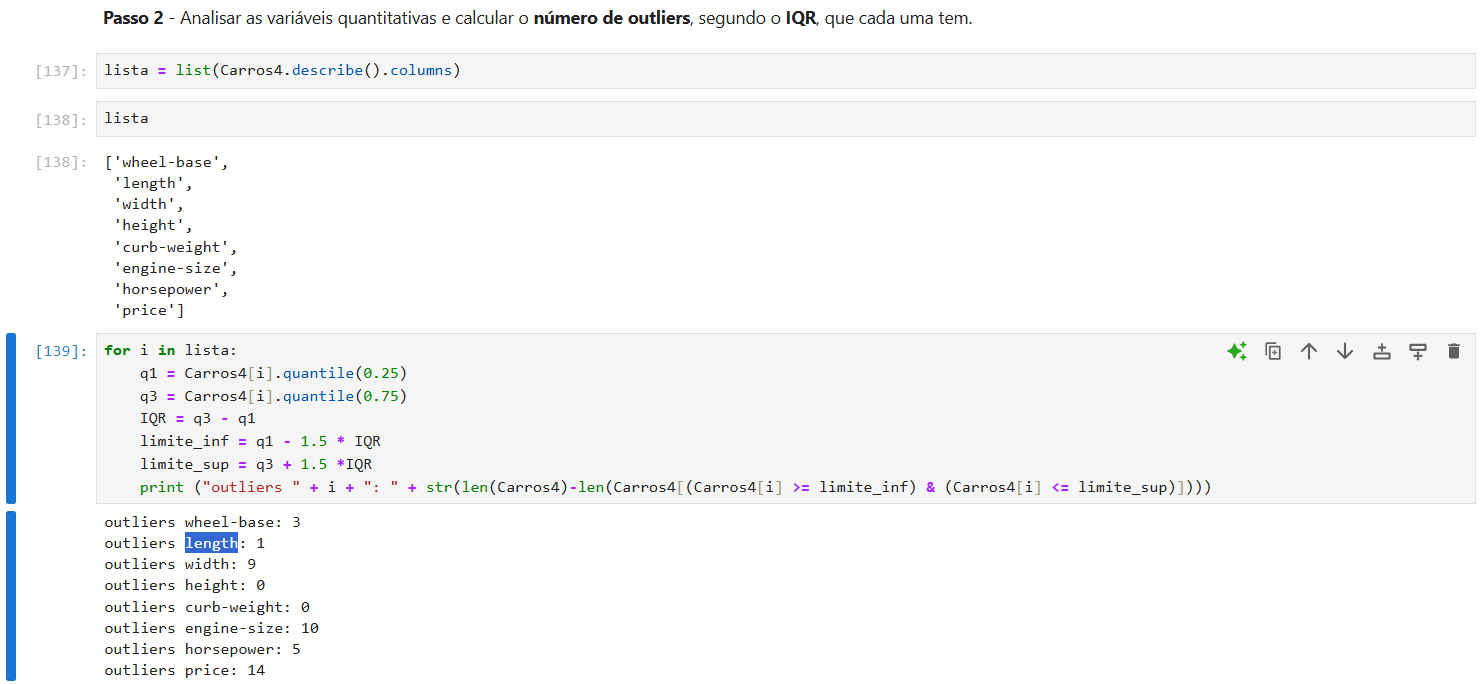 Passo 2 - Analisar as variáveis quantitativas e calcular o número de outliers, segundo o IQR, que cada uma tem.
[137]: lista = list(Carros4.describe().columns)
[138]: lista
[138]: ['wheel-base',
'length',
'width',
'height',
'curb-weight',
'engine-size',
'horsepower',
'price']
[139]: for i in lista:
    q1 = Carros4[i].quantile(0.25)
    q3 = Carros4[i].quantile(0.75)
    IQR = q3 - q1
    limite_inf = q1 - 1.5 * IQR
    limite_sup = q3 + 1.5 *IQR
    print ("outliers " + i + ": " + str(len(Carros4)-len(Carros4[(Carros4[i] >= limite_inf) & (Carros4[i] <= limite_sup)])))
outliers wheel-base: 3
outliers length: 1
outliers width: 9
outliers height: 0
outliers curb-weight: 0
outliers engine-size: 10
outliers horsepower: 5
outliers price: 14